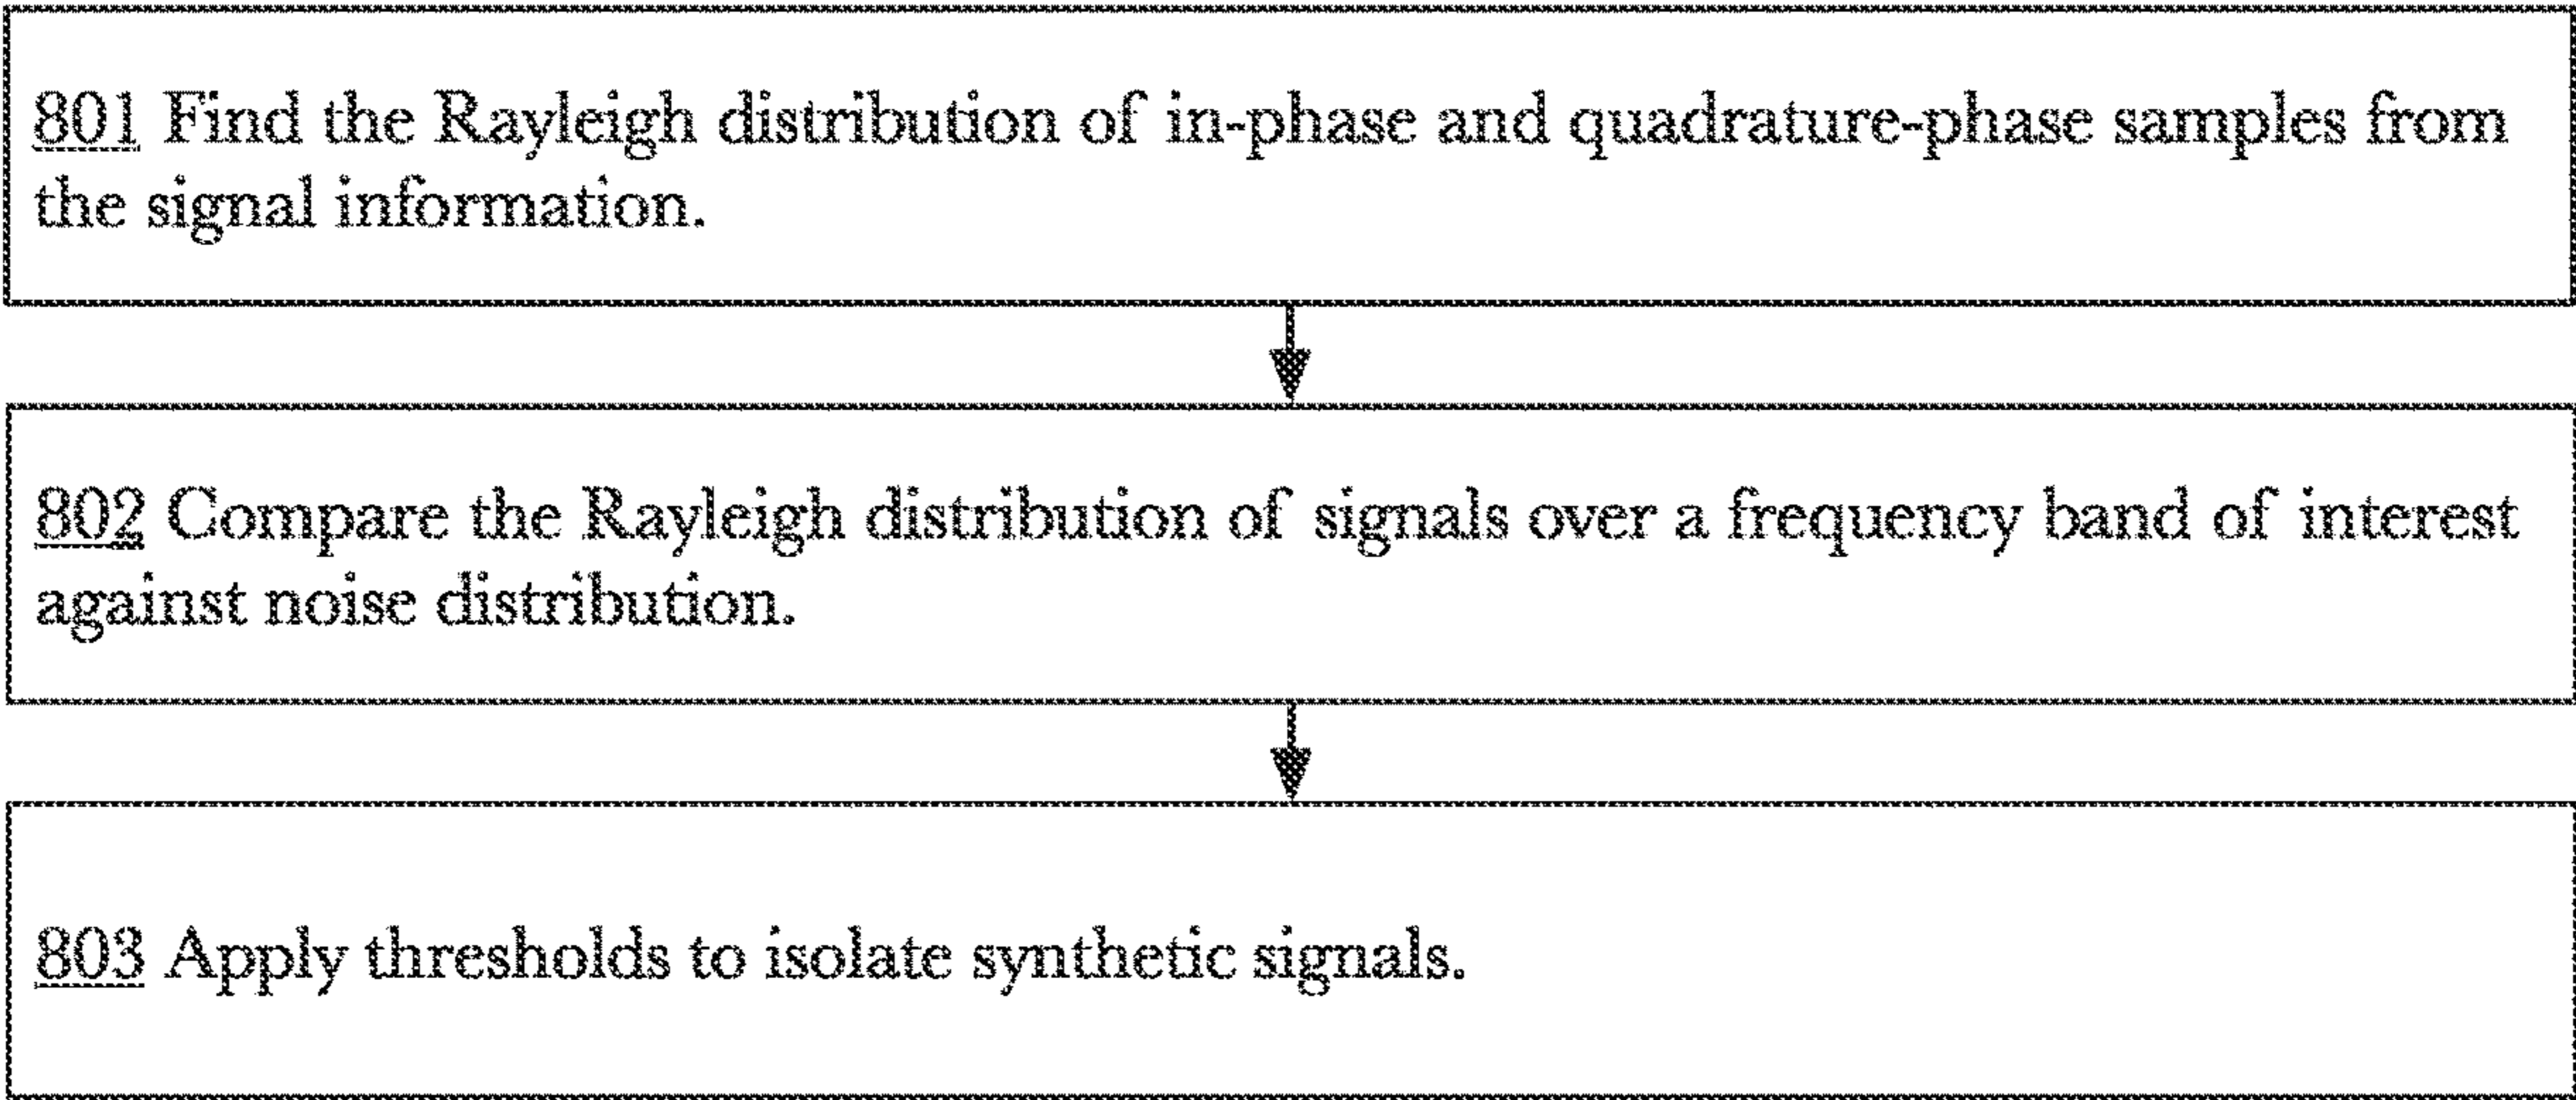 801 Find the Rayleigh distribution of in-phase and quadrature-phase samples from
the signal information.
802 Compare the Rayleigh distribution of signals over a frequency band of interest
against noise distribution.
803 Apply thresholds to isolate synthetic signals.